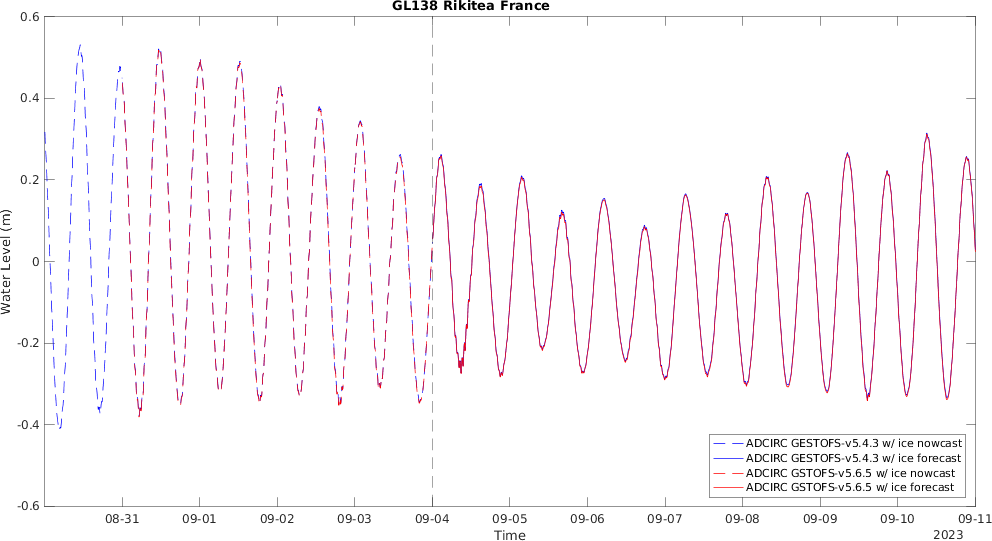 GL138 Rikitea France
Water Level (m)
0.6
0.4
0.2
0
-0.2
-0.4
-0.6
ADCIRC GESTOFS-v5.4.3 w/ ice nowcast
ADCIRC GESTOFS-v5.4.3 w/ ice forecast
ADCIRC GSTOFS-v5.6.5 w/ ice nowcast
ADCIRC GSTOFS-v5.6.5 w/ ice forecast
08-31 09-01 09-02 09-03 09-04 09-05 09-06 09-07 09-08 09-09 09-10 09-11
Time
2023